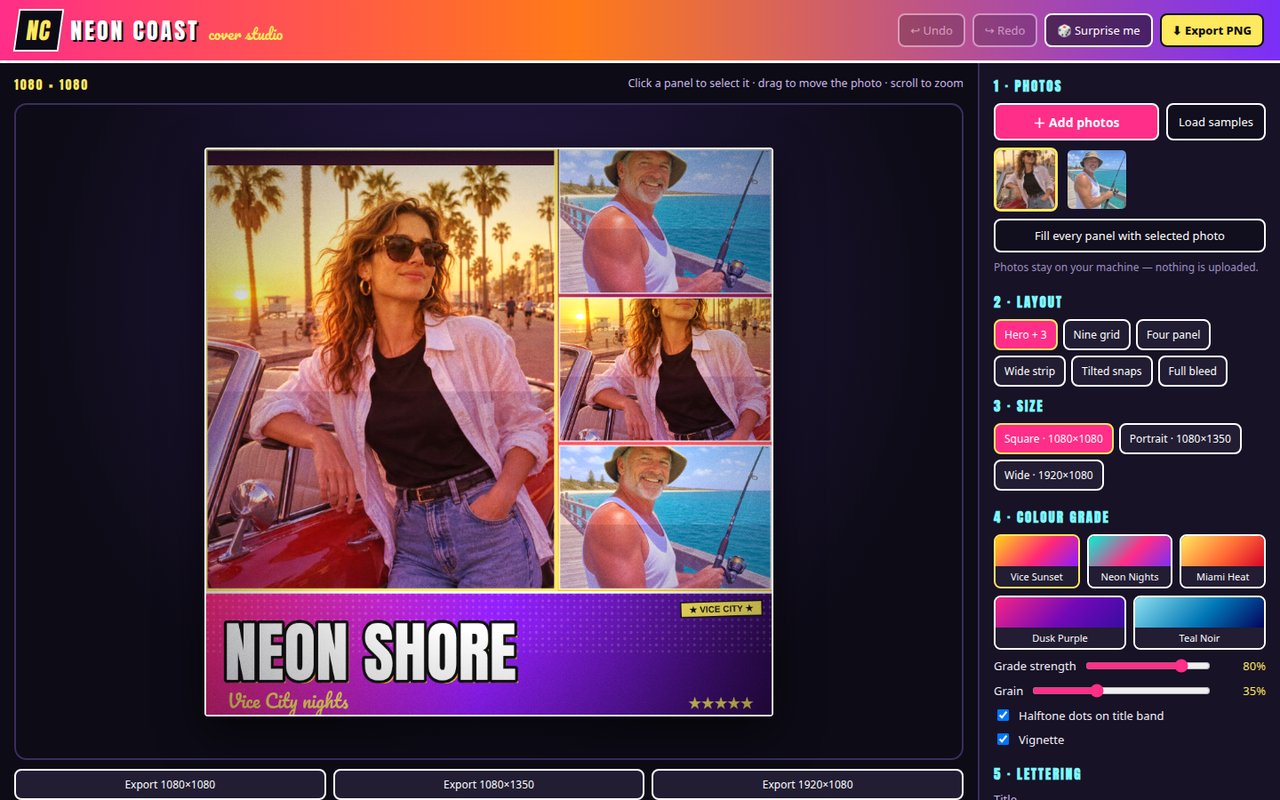 NC NEON COAST cover studio
↩ Undo
↪ Redo
🎲 Surprise me
⬇ Export PNG
1080 × 1080
Click a panel to select it · drag to move the photo · scroll to zoom
★ VICE CITY ★
NEON SHORE
Vice City nights
★★★★★
Export 1080×1080
Export 1080×1350
Export 1920×1080
1 · PHOTOS
+ Add photos
Load samples
Fill every panel with selected photo
Photos stay on your machine — nothing is uploaded.
2 · LAYOUT
Hero + 3
Nine grid
Four panel
Wide strip
Tilted snaps
Full bleed
3 · SIZE
Square · 1080×1080
Portrait · 1080×1350
Wide · 1920×1080
4 · COLOUR GRADE
Vice Sunset
Neon Nights
Miami Heat
Dusk Purple
Teal Noir
Grade strength 80%
Grain 35%
Halftone dots on title band
Vignette
5 · LETTERING
Title